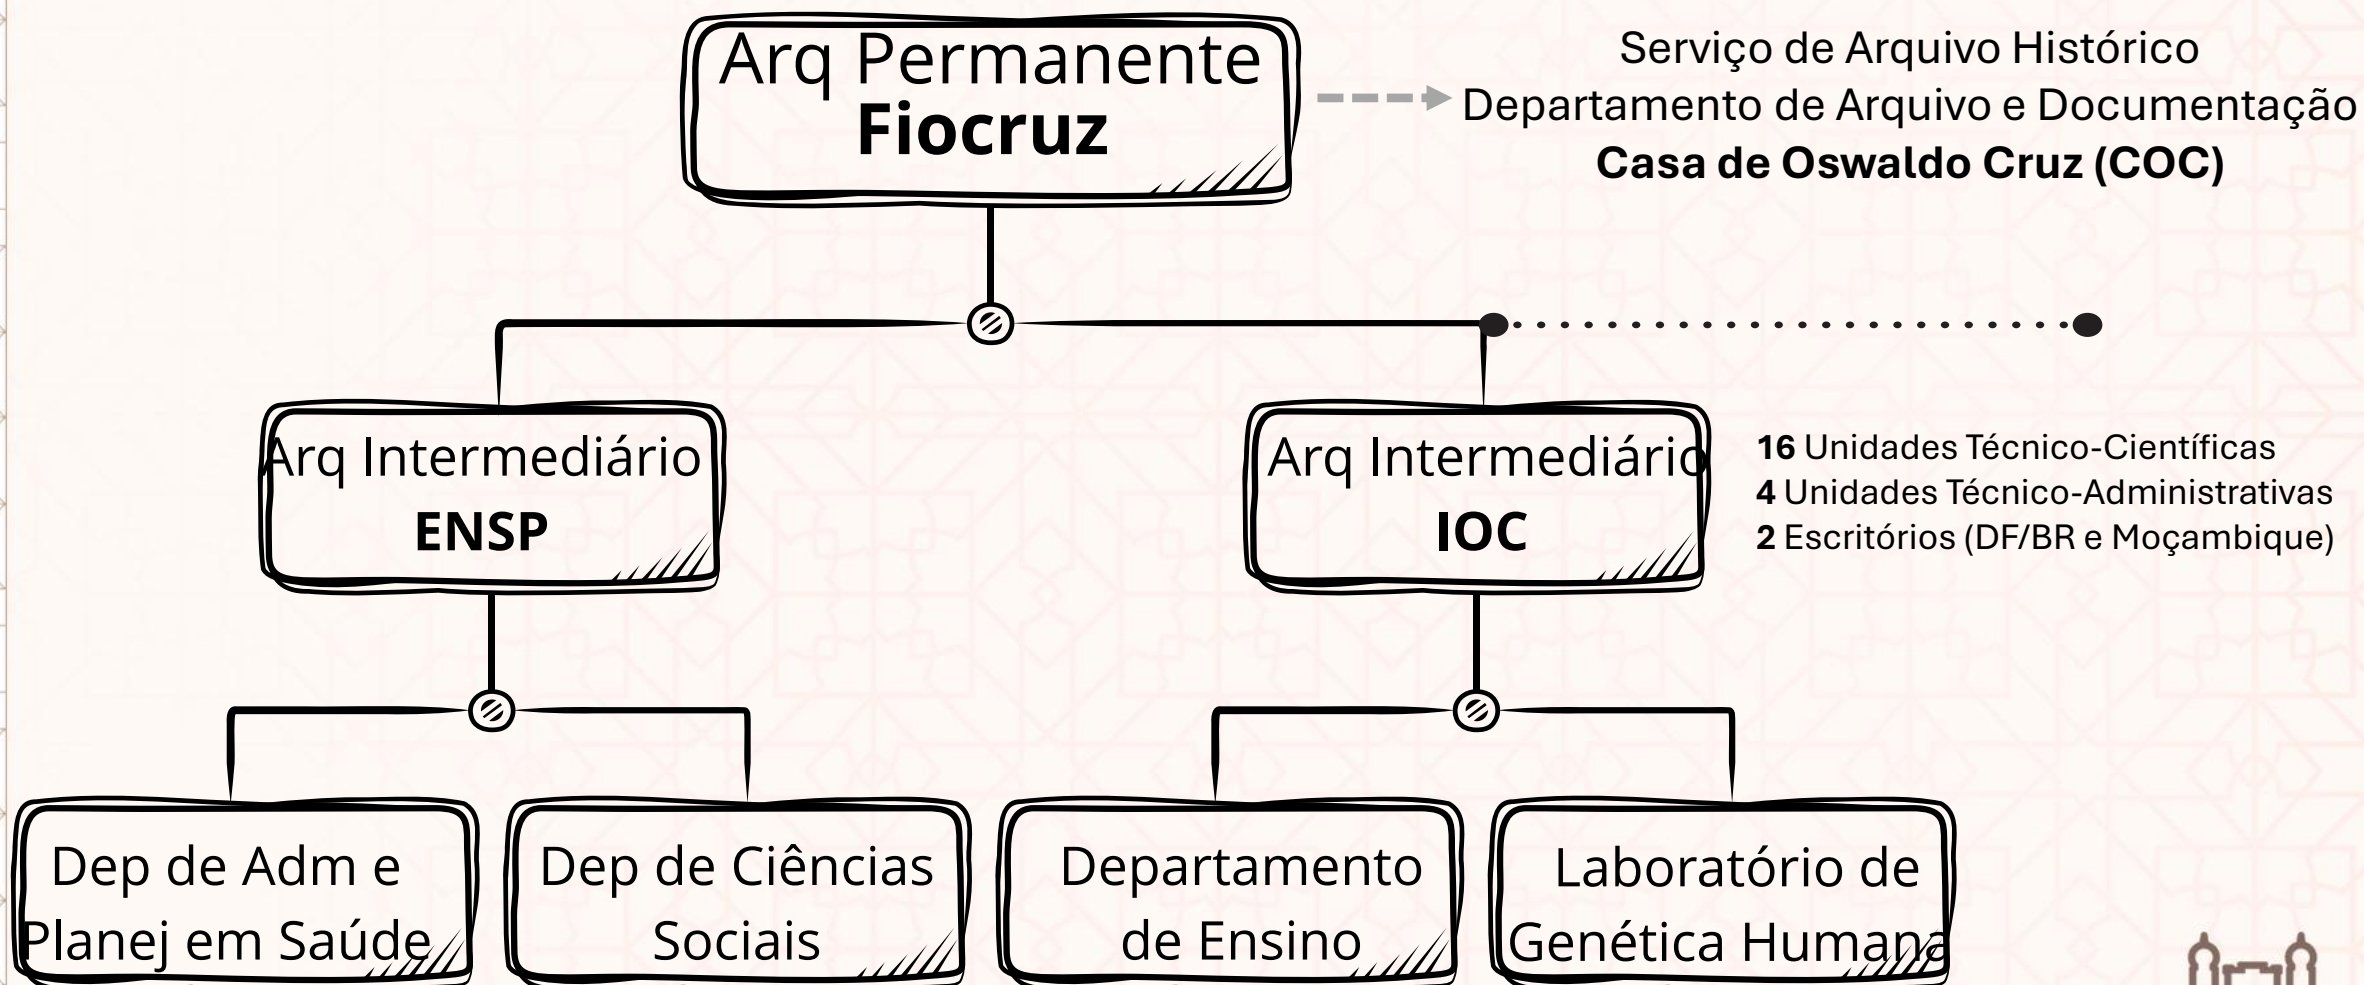 Arq Permanente
Fiocruz
Serviço de Arquivo Histórico
Departamento de Arquivo e Documentação
Casa de Oswaldo Cruz (COC)
Arq Intermediário
ENSP
Arq Intermediário
IOC
16 Unidades Técnico-Científicas
4 Unidades Técnico-Administrativas
2 Escritórios (DF/BR e Moçambique)
Dep de Adm e
Planej em Saúde
Dep de Ciências
Sociais
Departamento
de Ensino
Laboratório de
Genética Humana